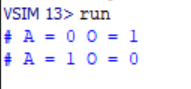 VSIM 13> run
# A = 0 O = 1
# A = 1 O = 0